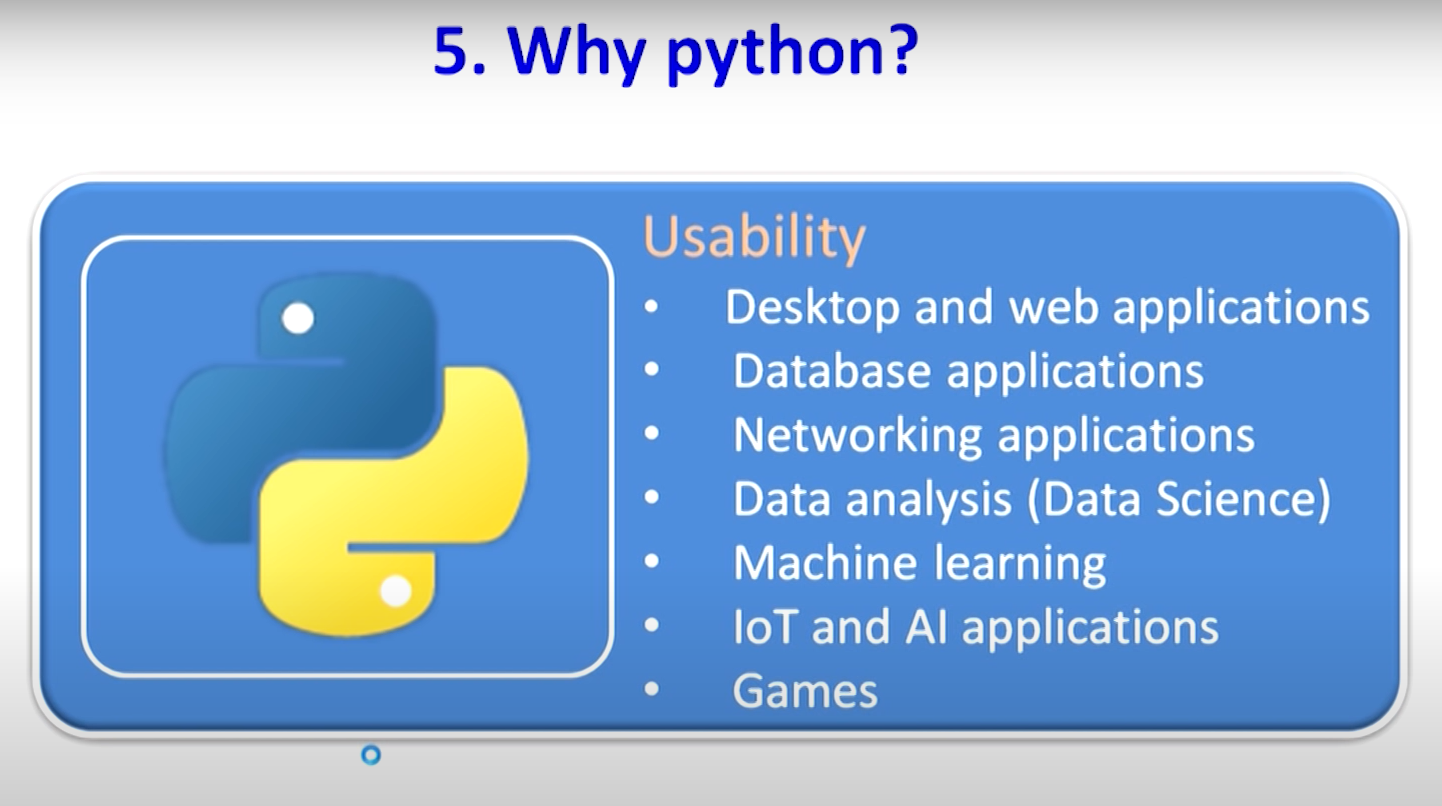 5. Why python?
Usability
• Desktop and web applications
• Database applications
• Networking applications
• Data analysis (Data Science)
• Machine learning
• IoT and AI applications
• Games